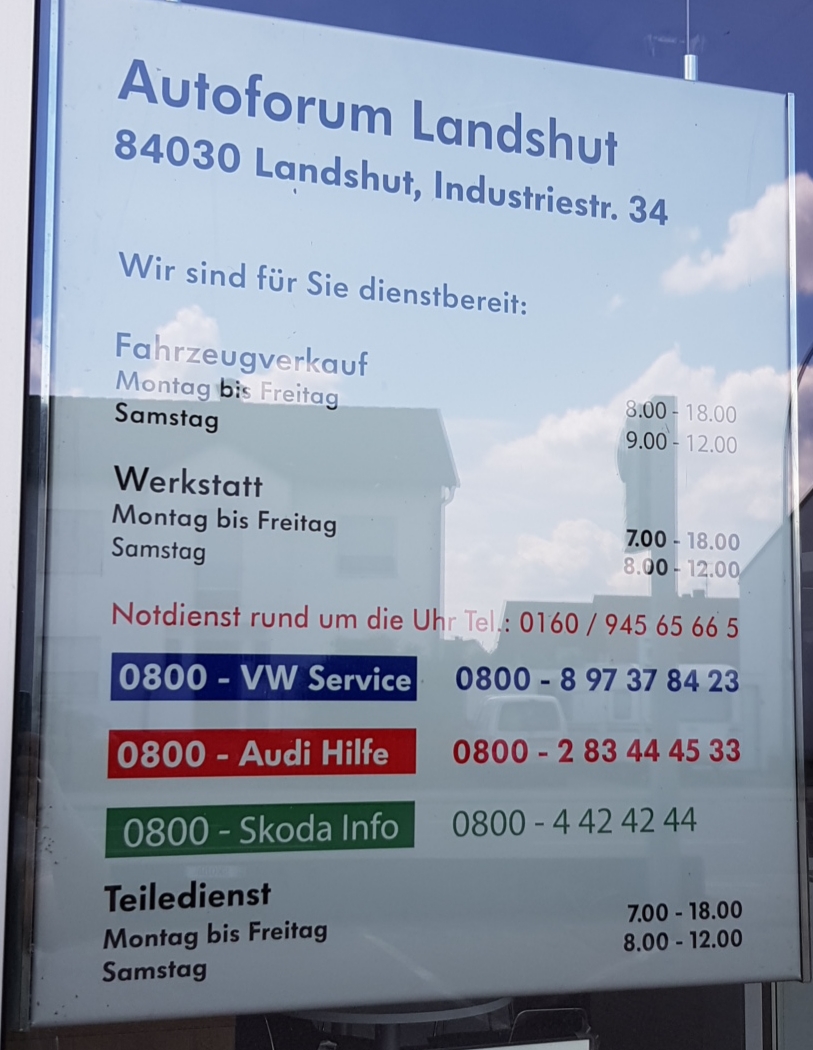 Autoforum Landshut
84030 Landshut, Industriestr. 34
Wir sind für Sie dienstbereit:
Fahrzeugverkauf
Montag bis Freitag 8.00 - 18.00
Samstag 9.00 - 12.00
Werkstatt
Montag bis Freitag 7.00 - 18.00
Samstag 8.00 - 12.00
Notdienst rund um die Uhr Tel.: 0160 / 945 65 66 5
0800 - VW Service 0800 - 8 97 37 84 23
0800 - Audi Hilfe 0800 - 2 83 44 45 33
0800 - Skoda Info 0800 - 4 42 42 44
Teiledienst
Montag bis Freitag 7.00 - 18.00
Samstag 8.00 - 12.00